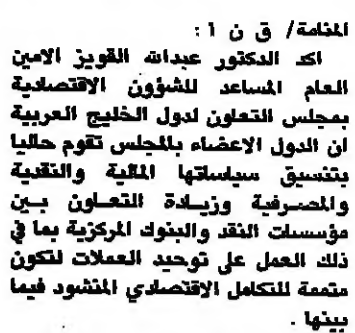 المنامة/ ق ن ا :
اكد الدكتور عبدالله القويز الامين
العام المساعد للشؤون الاقتصادية
بمجلس التعاون لدول الخليج العربية
ان الدول الاعضاء بالمجلس تقوم حاليا
بتنسيق سياساتها المالية والنقدية
والمصرفية وزيادة التعاون بين
مؤسسات النقد والبنوك المركزية بما في
ذلك العمل على توحيد العملات لتكون
متممة للتكامل الاقتصادي المنشود فيما
بينها .